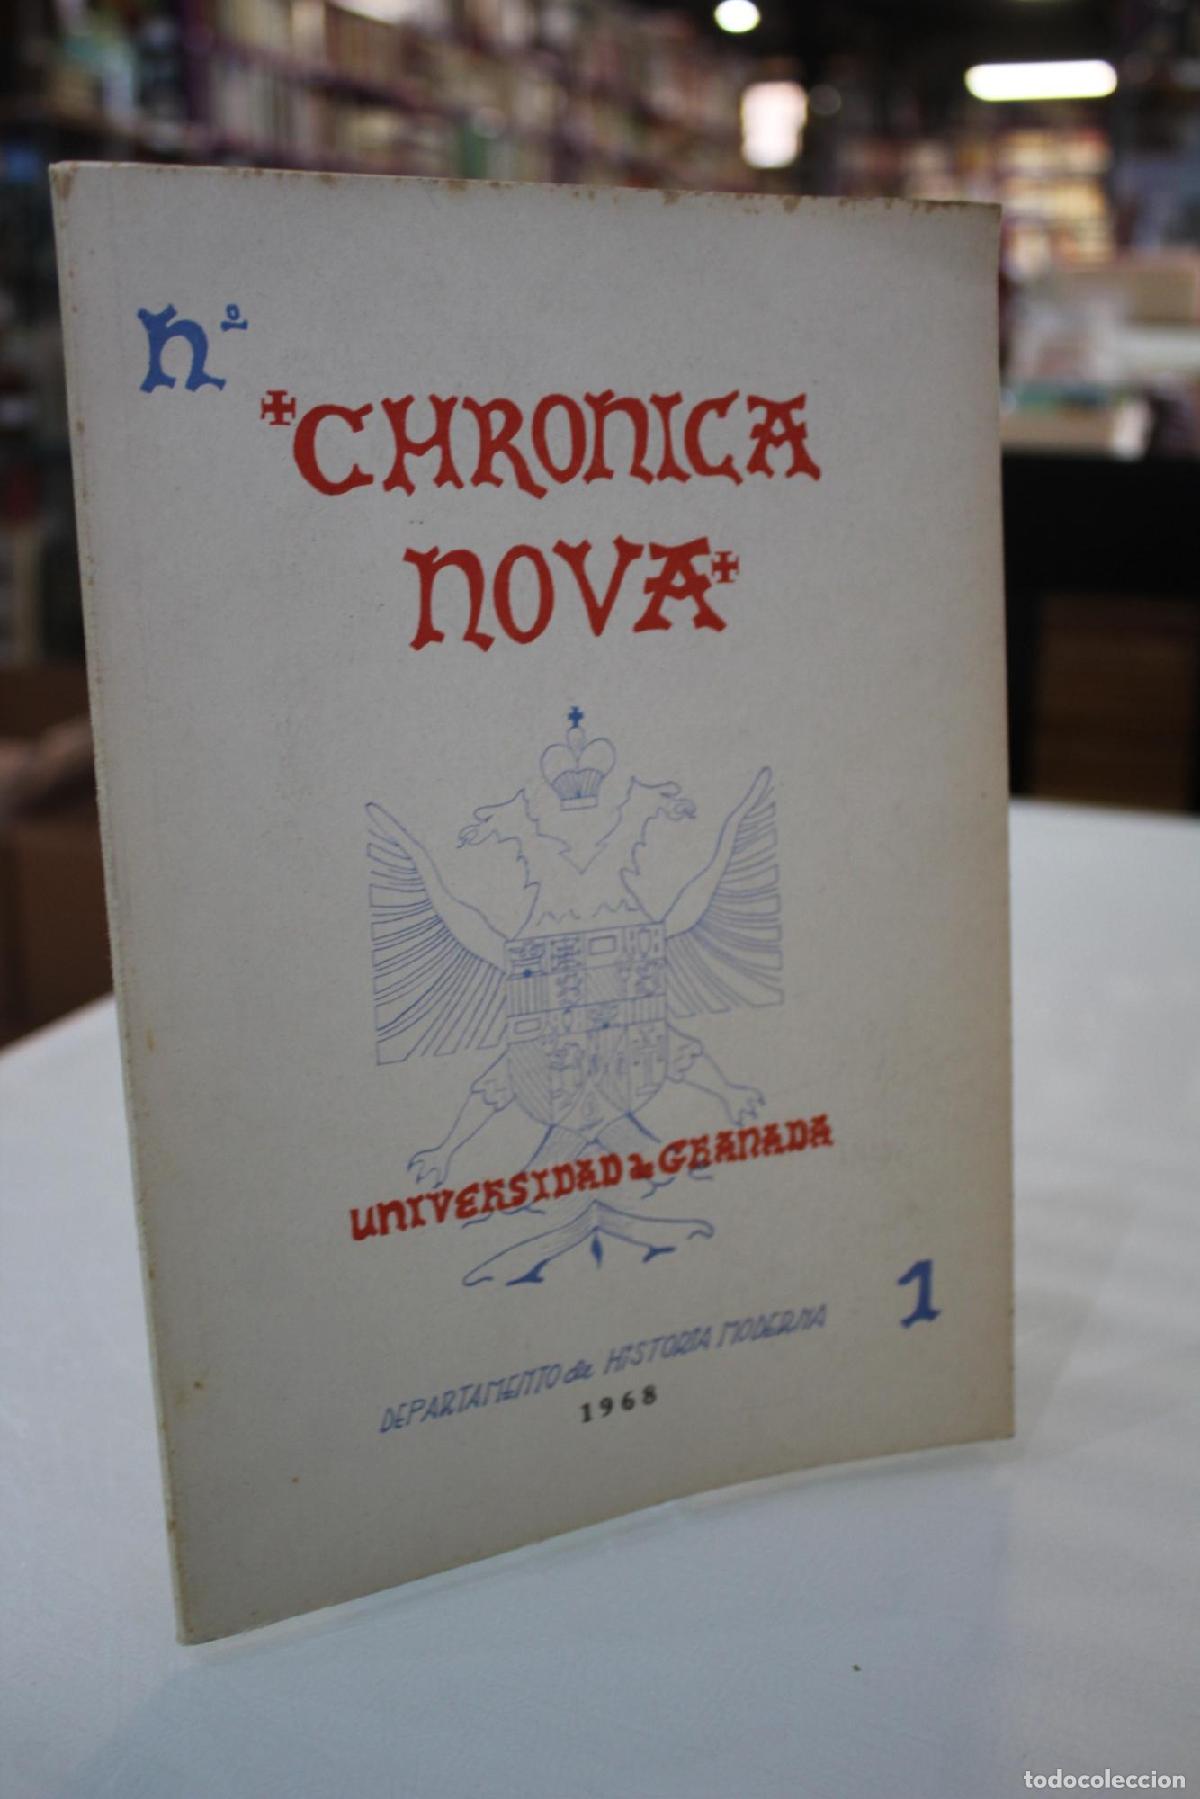 nº
CHRONICA
NOVA
UNIVERSIDAD de GRANADA
1
DEPARTAMENTO de HISTORIA MODERNA
1968
todocoleccion